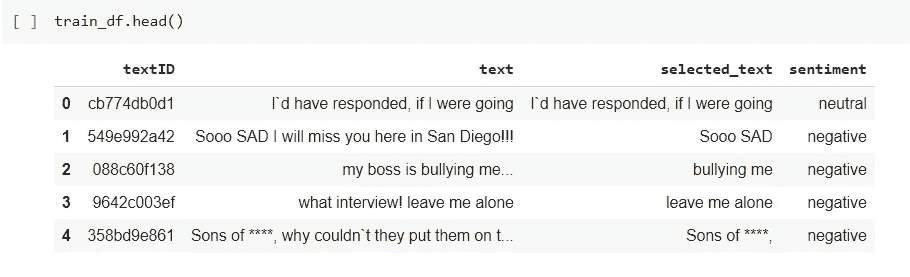 [ ] train_df.head()
textID text selected_text sentiment
0 cb774db0d1 I`d have responded, if I were going I`d have responded, if I were going neutral
1 549e992a42 Sooo SAD I will miss you here in San Diego!!! Sooo SAD negative
2 088c60f138 my boss is bullying me... bullying me negative
3 9642c003ef what interview! leave me alone leave me alone negative
4 358bd9e861 Sons of ****, why couldn`t they put them on t... Sons of ****, negative